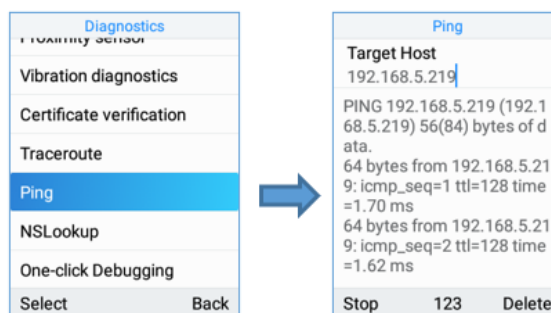 Diagnostics
Proximity sensor
Vibration diagnostics
Certificate verification
Traceroute
Ping
NSLookup
One-click Debugging
Select Back
Ping
Target Host
192.168.5.219
PING 192.168.5.219 (192.1
68.5.219) 56(84) bytes of d
ata.
64 bytes from 192.168.5.21
9: icmp_seq=1 ttl=128 time
=1.70 ms
64 bytes from 192.168.5.21
9: icmp_seq=2 ttl=128 time
=1.62 ms
Stop 123 Delete